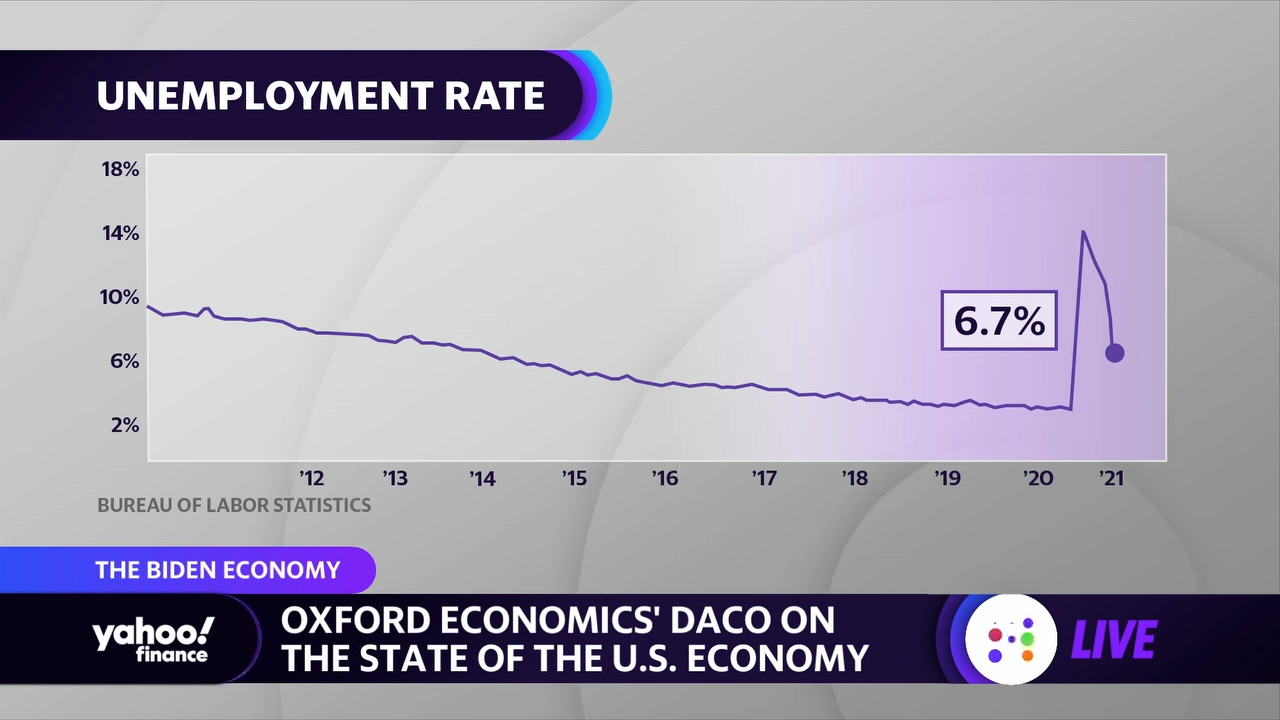 UNEMPLOYMENT RATE
18%
14%
10%
6%
2%
6.7%
’12 ’13 ’14 ’15 ’16 ’17 ’18 ’19 ’20 ’21
BUREAU OF LABOR STATISTICS
THE BIDEN ECONOMY
yahoo!
finance
OXFORD ECONOMICS' DACO ON
THE STATE OF THE U.S. ECONOMY
LIVE